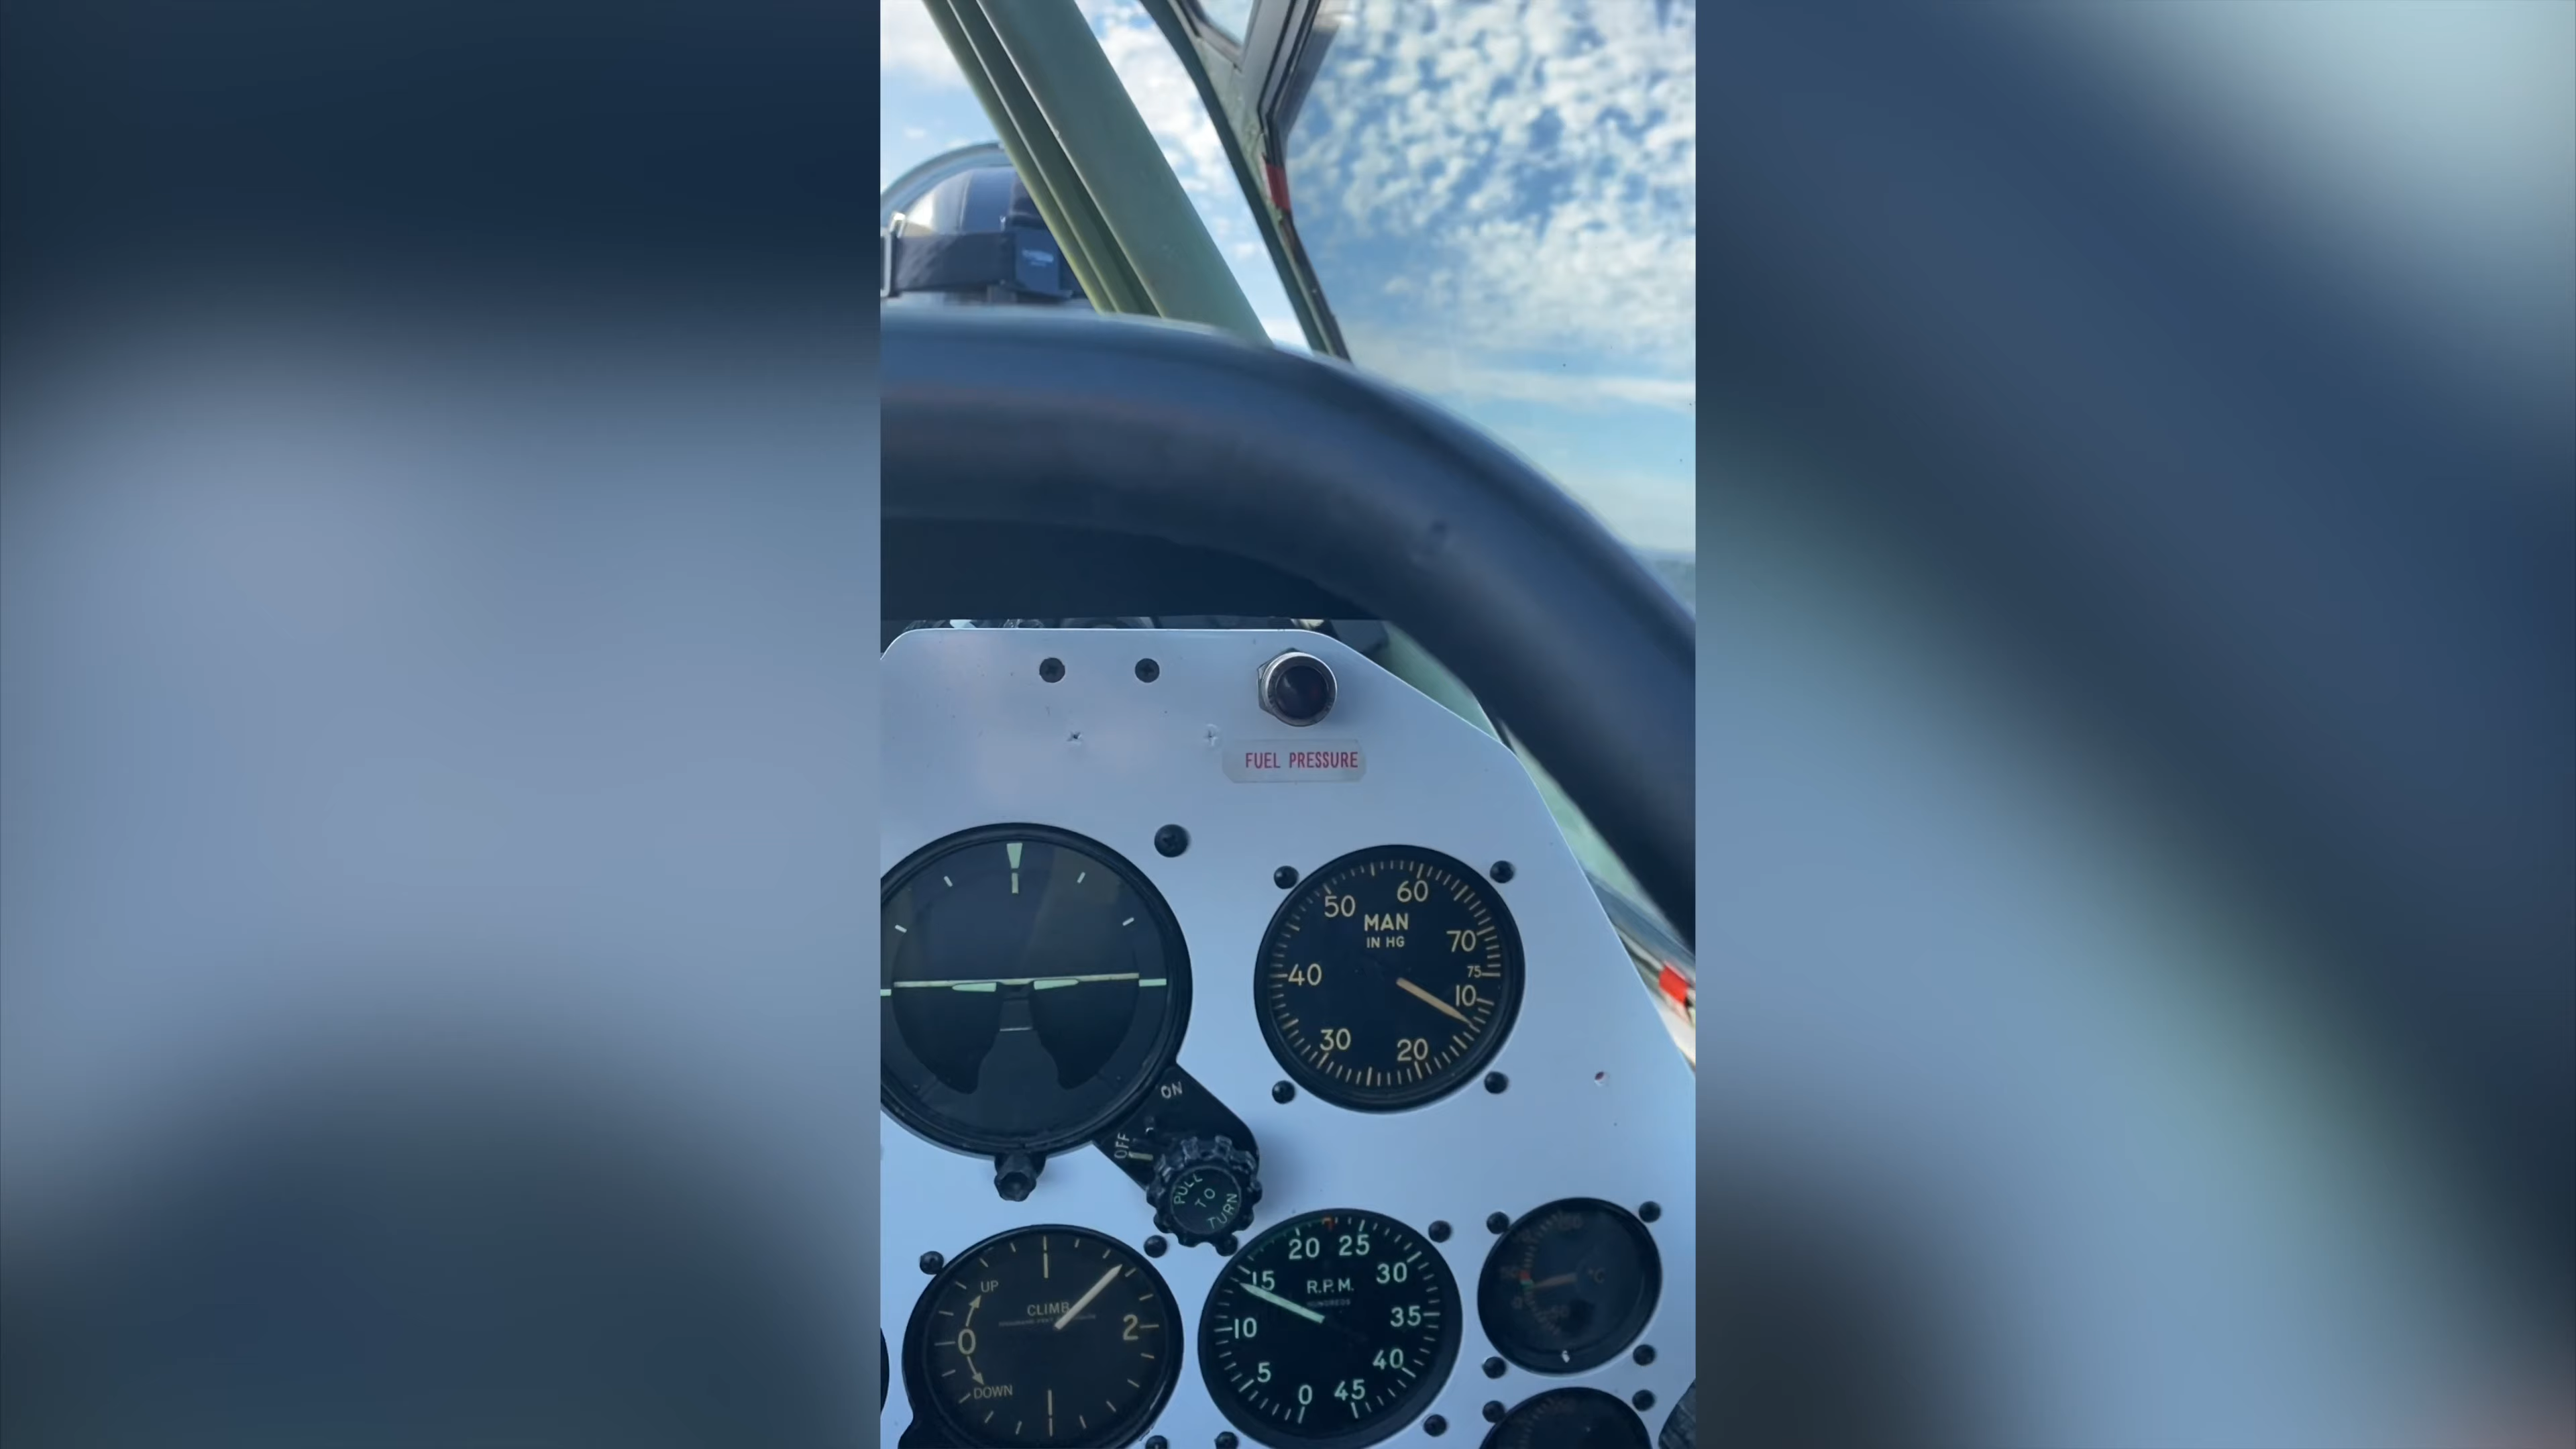 FUEL PRESSURE
50
60
MAN
IN HG
70
40
75
10
30
20
ON
OFF
PULL
TO
TURN
UP
CLIMB
0
2
DOWN
20
25
15
30
R.P.M.
HUNDREDS
10
35
5
40
0
45
°C